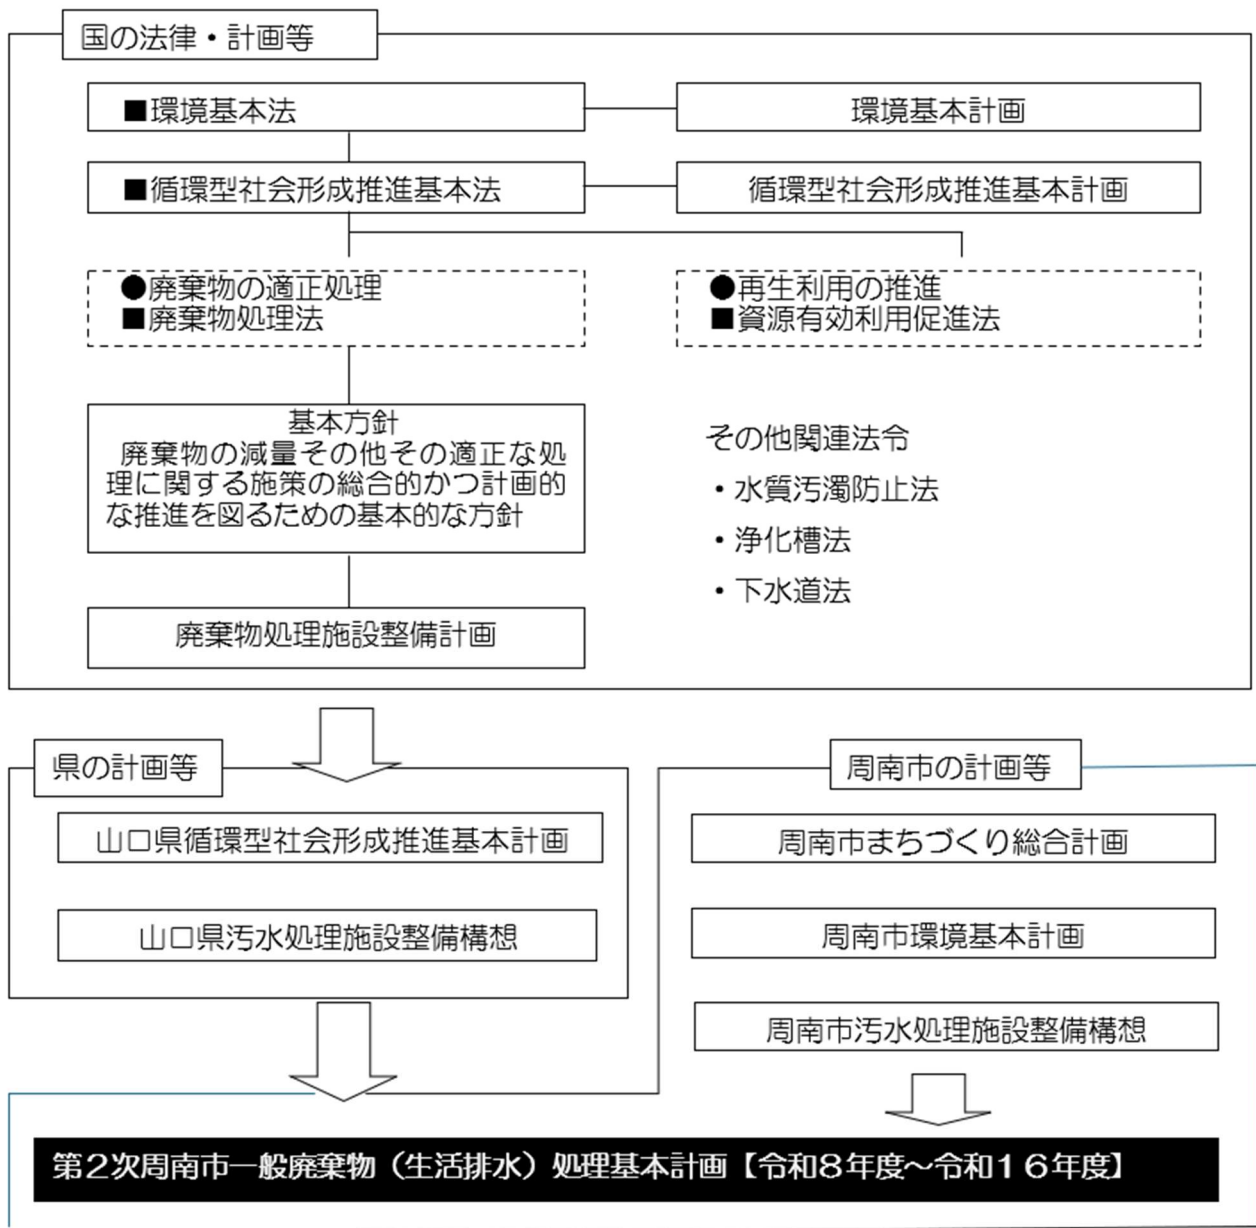 国の法律・計画等
■環境基本法
環境基本計画
■循環型社会形成推進基本法
循環型社会形成推進基本計画
●廃棄物の適正処理
■廃棄物処理法
●再生利用の推進
■資源有効利用促進法
基本方針
廃棄物の減量その他その適正な処
理に関する施策の総合的かつ計画的
な推進を図るための基本的な方針
その他関連法令
・水質汚濁防止法
・浄化槽法
・下水道法
廃棄物処理施設整備計画
県の計画等
山口県循環型社会形成推進基本計画
山口県汚水処理施設整備構想
周南市の計画等
周南市まちづくり総合計画
周南市環境基本計画
周南市汚水処理施設整備構想
第２次周南市一般廃棄物（生活排水）処理基本計画【令和８年度～令和１６年度】